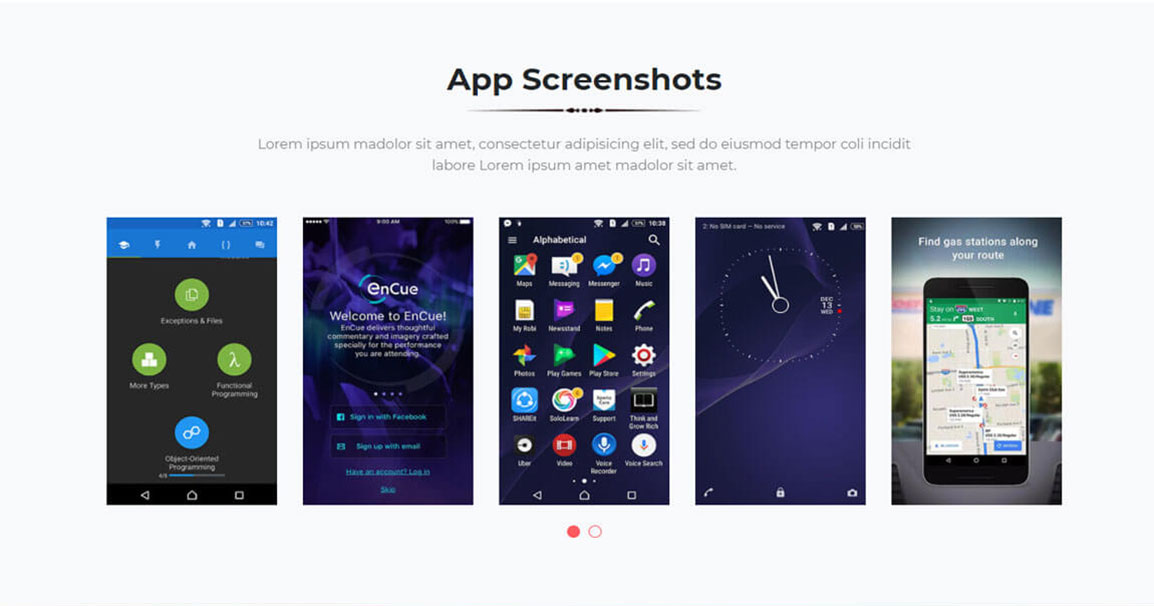 App Screenshots
Lorem ipsum madolor sit amet, consectetur adipisicing elit, sed do eiusmod tempor coli incidit
labore Lorem ipsum amet madolor sit amet.
10:42
Exceptions & Files
More Types
Functional
Programming
Object-Oriented
Programming
4/5
9:00 AM
100%
enCue
Welcome to EnCue!
EnCue delivers thoughtful
commentary and imagery crafted
specially for the performance
you are attending.
Sign in with Facebook
Sign up with email
Have an account? Log in
Skip
10:38
Alphabetical
Maps Messaging Messenger Music
My Robi Newsstand Notes Phone
Photos Play Games Play Store Settings
SHAREit SoloLearn Support Think and
Grow Rich
Uber Video Voice
Recorder Voice Search
2: No SIM card — No service
DEC
13
WED
Find gas stations along
your route
Stay on WEST
5.2 SOUTH